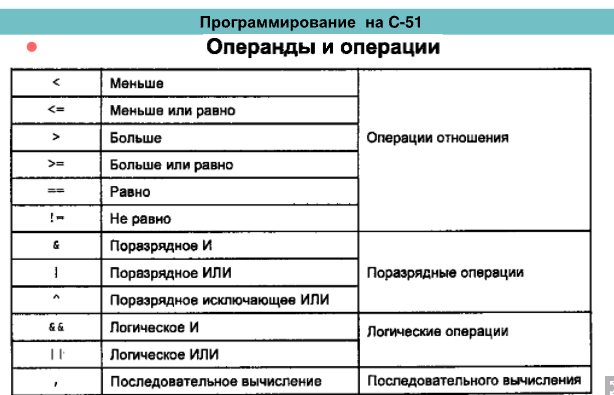 Программирование на С-51
Операнды и операции
< Меньше
<= Меньше или равно
> Больше Операции отношения
>= Больше или равно
== Равно
!= Не равно
& Поразрядное И
| Поразрядное ИЛИ Поразрядные операции
^ Поразрядное исключающее ИЛИ
&& Логическое И Логические операции
|| Логическое ИЛИ
, Последовательное вычисление Последовательного вычисления